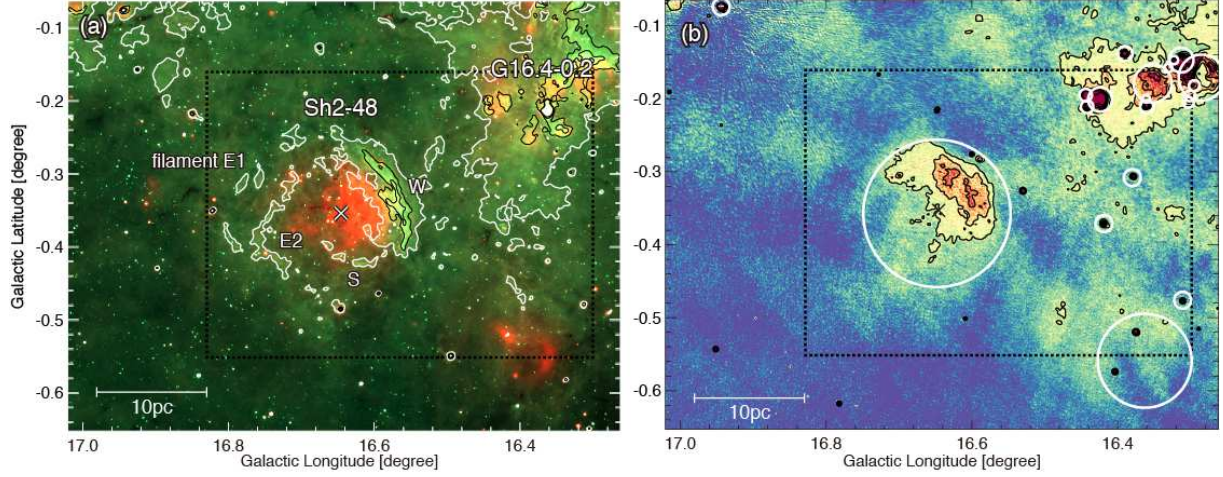 (a)
-0.1
G16.4-0.2
-0.2
Sh2-48
filament E1
-0.3
W
E2
-0.4
S
-0.5
-0.6
10pc
17.0
16.8
16.6
16.4
Galactic Longitude [degree]
Galactic Latitude [degree]
(b)
-0.1
-0.2
-0.3
-0.4
-0.5
-0.6
10pc
17.0
16.8
16.6
16.4
Galactic Longitude [degree]